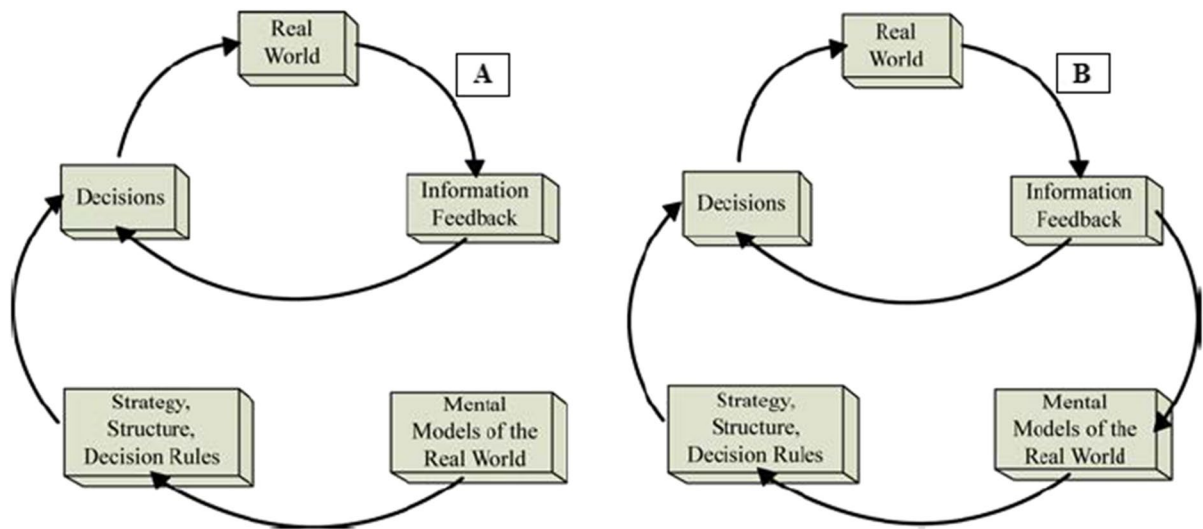 Real
World
A
Decisions
Information
Feedback
Strategy,
Structure,
Decision Rules
Mental
Models of the
Real World
Real
World
B
Decisions
Information
Feedback
Strategy,
Structure,
Decision Rules
Mental
Models of the
Real World